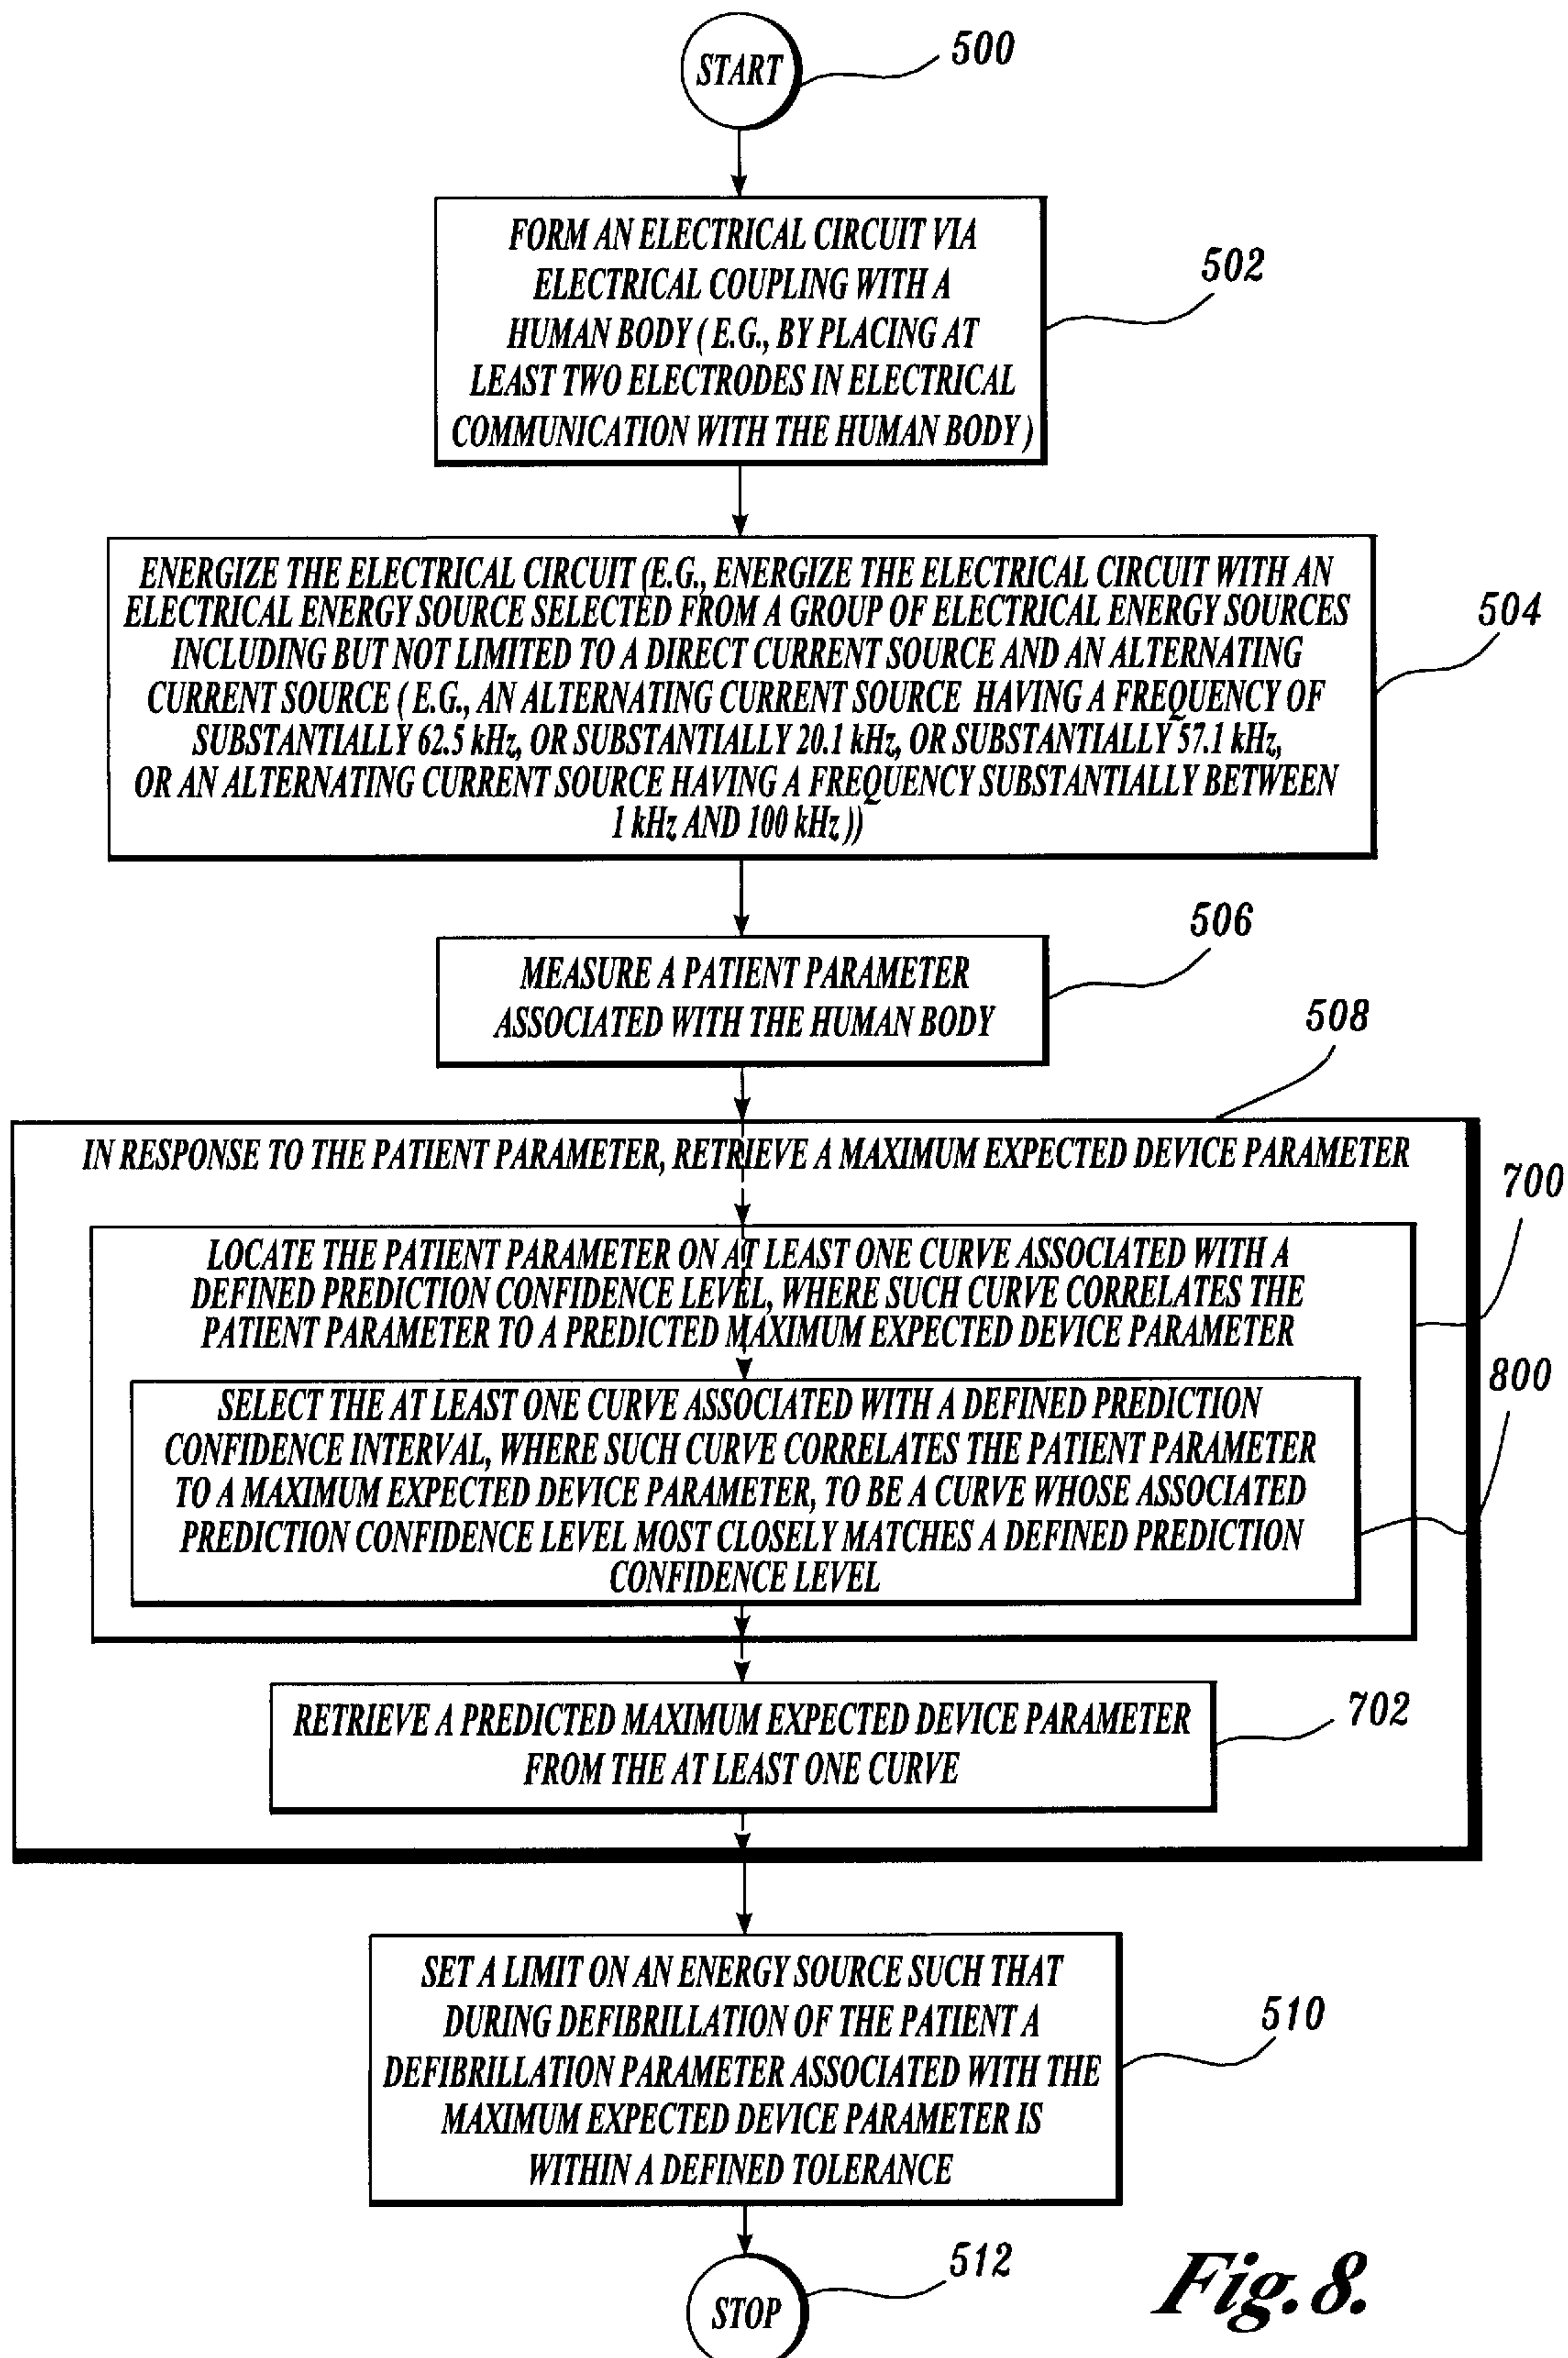 START
500
FORM AN ELECTRICAL CIRCUIT VIA
ELECTRICAL COUPLING WITH A
HUMAN BODY ( E.G., BY PLACING AT
LEAST TWO ELECTRODES IN ELECTRICAL
COMMUNICATION WITH THE HUMAN BODY )
502
ENERGIZE THE ELECTRICAL CIRCUIT (E.G., ENERGIZE THE ELECTRICAL CIRCUIT WITH AN
ELECTRICAL ENERGY SOURCE SELECTED FROM A GROUP OF ELECTRICAL ENERGY SOURCES
INCLUDING BUT NOT LIMITED TO A DIRECT CURRENT SOURCE AND AN ALTERNATING
CURRENT SOURCE ( E.G., AN ALTERNATING CURRENT SOURCE HAVING A FREQUENCY OF
SUBSTANTIALLY 62.5 kHz, OR SUBSTANTIALLY 20.1 kHz, OR SUBSTANTIALLY 57.1 kHz,
OR AN ALTERNATING CURRENT SOURCE HAVING A FREQUENCY SUBSTANTIALLY BETWEEN
1 kHz AND 100 kHz ))
504
MEASURE A PATIENT PARAMETER
ASSOCIATED WITH THE HUMAN BODY
506
508
IN RESPONSE TO THE PATIENT PARAMETER, RETRIEVE A MAXIMUM EXPECTED DEVICE PARAMETER
700
LOCATE THE PATIENT PARAMETER ON AT LEAST ONE CURVE ASSOCIATED WITH A
DEFINED PREDICTION CONFIDENCE LEVEL, WHERE SUCH CURVE CORRELATES THE
PATIENT PARAMETER TO A PREDICTED MAXIMUM EXPECTED DEVICE PARAMETER
800
SELECT THE AT LEAST ONE CURVE ASSOCIATED WITH A DEFINED PREDICTION
CONFIDENCE INTERVAL, WHERE SUCH CURVE CORRELATES THE PATIENT PARAMETER
TO A MAXIMUM EXPECTED DEVICE PARAMETER, TO BE A CURVE WHOSE ASSOCIATED
PREDICTION CONFIDENCE LEVEL MOST CLOSELY MATCHES A DEFINED PREDICTION
CONFIDENCE LEVEL
RETRIEVE A PREDICTED MAXIMUM EXPECTED DEVICE PARAMETER
FROM THE AT LEAST ONE CURVE
702
SET A LIMIT ON AN ENERGY SOURCE SUCH THAT
DURING DEFIBRILLATION OF THE PATIENT A
DEFIBRILLATION PARAMETER ASSOCIATED WITH THE
MAXIMUM EXPECTED DEVICE PARAMETER IS
WITHIN A DEFINED TOLERANCE
510
STOP
512
Fig. 8.